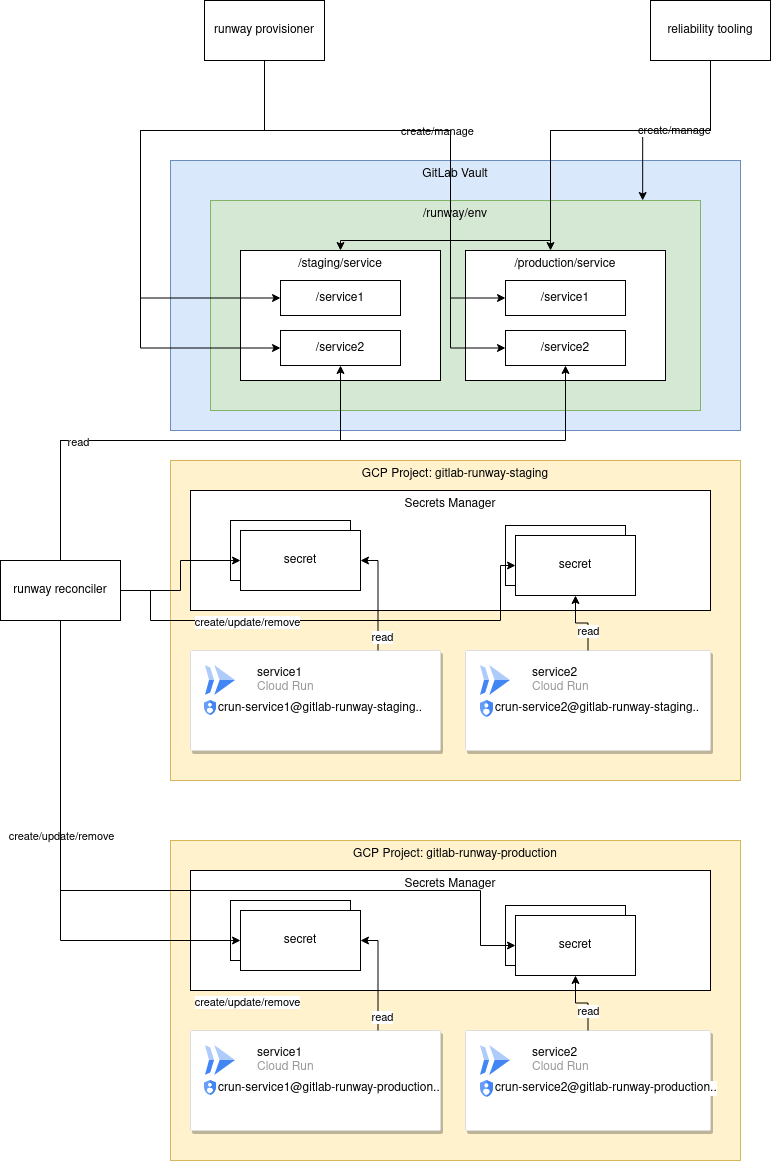 runway provisioner
reliability tooling
create/manage
create/manage
GitLab Vault
/runway/env
/staging/service
/production/service
/service1
/service1
/service2
/service2
read
GCP Project: gitlab-runway-staging
Secrets Manager
secret
secret
runway reconciler
create/update/remove
read
read
service1
Cloud Run
crun-service1@gitlab-runway-staging..
service2
Cloud Run
crun-service2@gitlab-runway-staging..
create/update/remove
GCP Project: gitlab-runway-production
Secrets Manager
secret
secret
create/update/remove
read
read
service1
Cloud Run
crun-service1@gitlab-runway-production..
service2
Cloud Run
crun-service2@gitlab-runway-production..